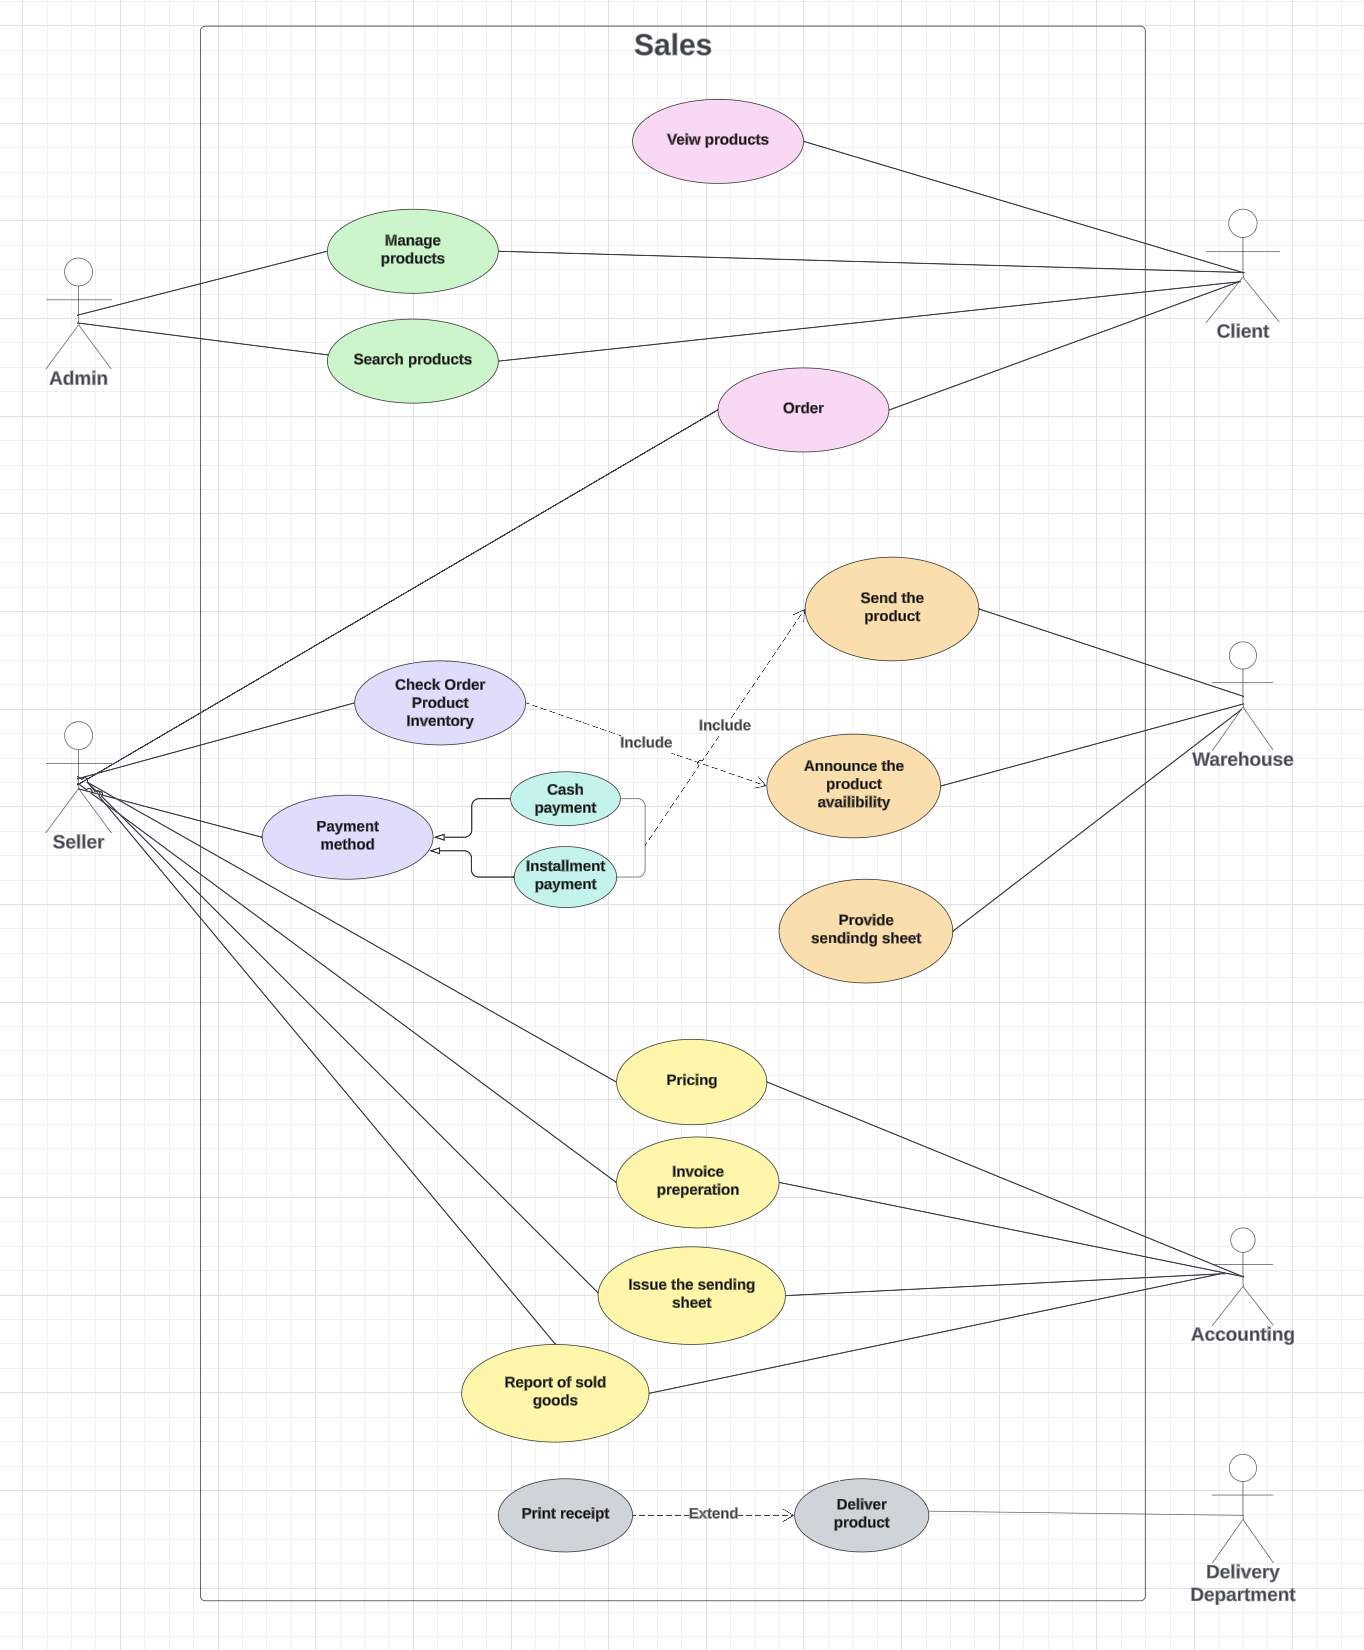 Sales
Veiw products
Manage
products
Search products
Admin
Client
Order
Send the
product
Check Order
Product
Inventory
Include
Include
Warehouse
Announce the
product
availibility
Seller
Payment
method
Cash
payment
Installment
payment
Provide
sendindg sheet
Pricing
Invoice
preperation
Issue the sending
sheet
Accounting
Report of sold
goods
Print receipt
Extend
Deliver
product
Delivery
Department